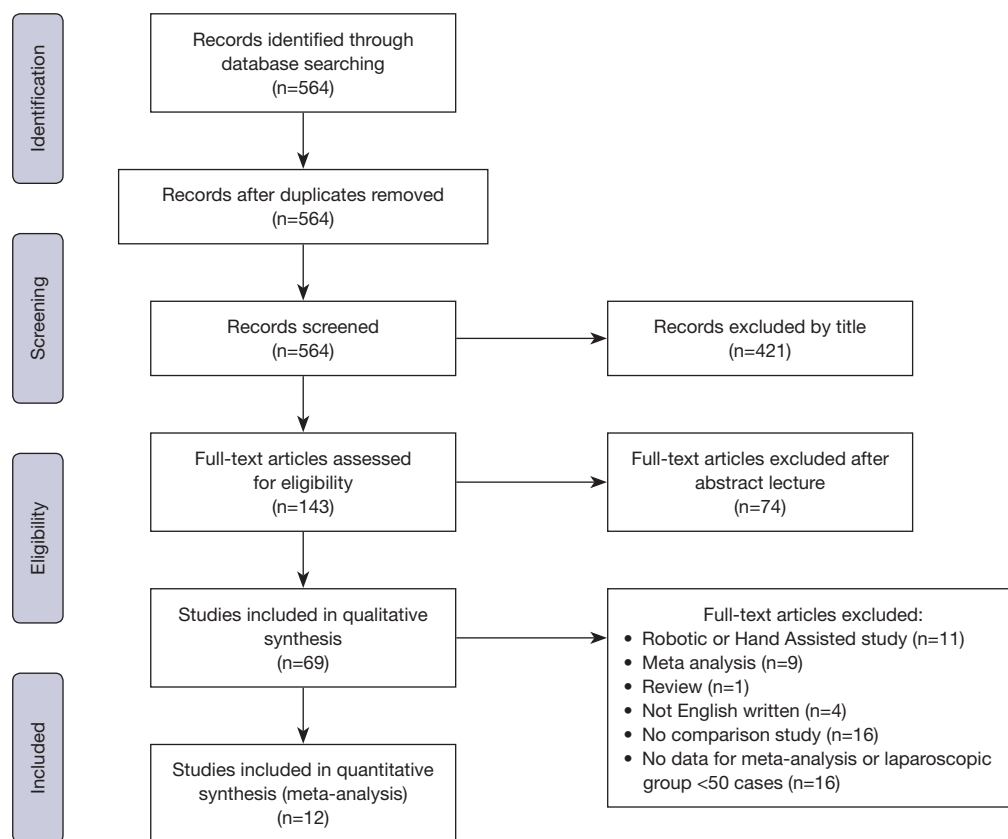 Identification
Records identified through
database searching
(n=564)
Records after duplicates removed
(n=564)
Screening
Records screened
(n=564)
Records excluded by title
(n=421)
Eligibility
Full-text articles assessed
for eligibility
(n=143)
Full-text articles excluded after
abstract lecture
(n=74)
Included
Studies included in qualitative
synthesis
(n=69)
Full-text articles excluded:
• Robotic or Hand Assisted study (n=11)
• Meta analysis (n=9)
• Review (n=1)
• Not English written (n=4)
• No comparison study (n=16)
• No data for meta-analysis or laparoscopic
group <50 cases (n=16)
Studies included in quantitative
synthesis (meta-analysis)
(n=12)